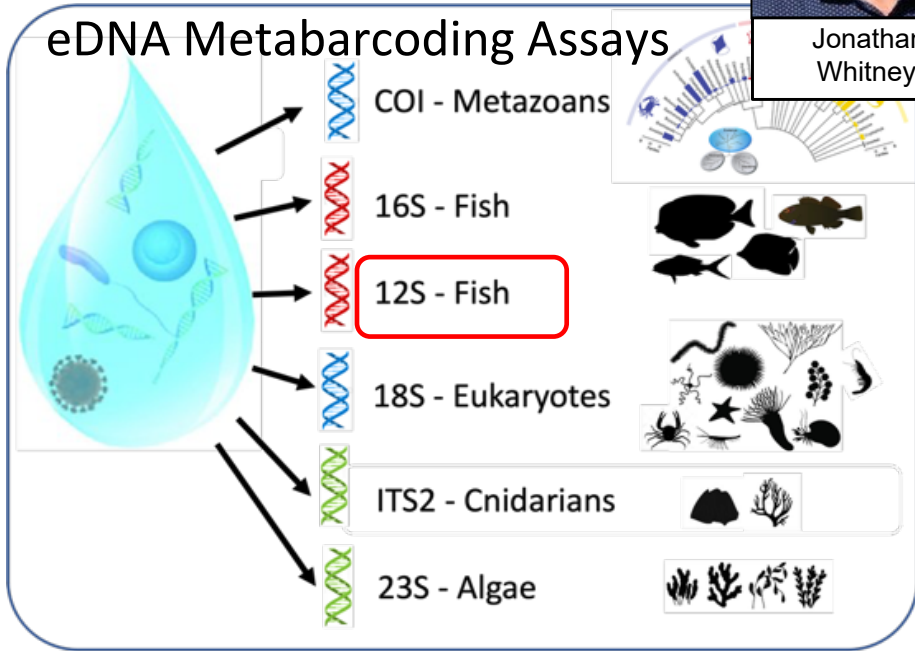 eDNA Metabarcoding Assays
Jonathan
Whitney
COI - Metazoans
16S - Fish
12S - Fish
18S - Eukaryotes
ITS2 - Cnidarians
23S - Algae